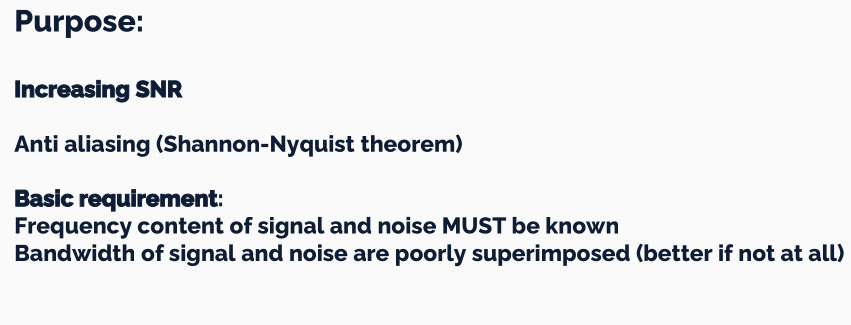 Purpose:
Increasing SNR
Anti aliasing (Shannon-Nyquist theorem)
Basic requirement:
Frequency content of signal and noise MUST be known
Bandwidth of signal and noise are poorly superimposed (better if not at all)